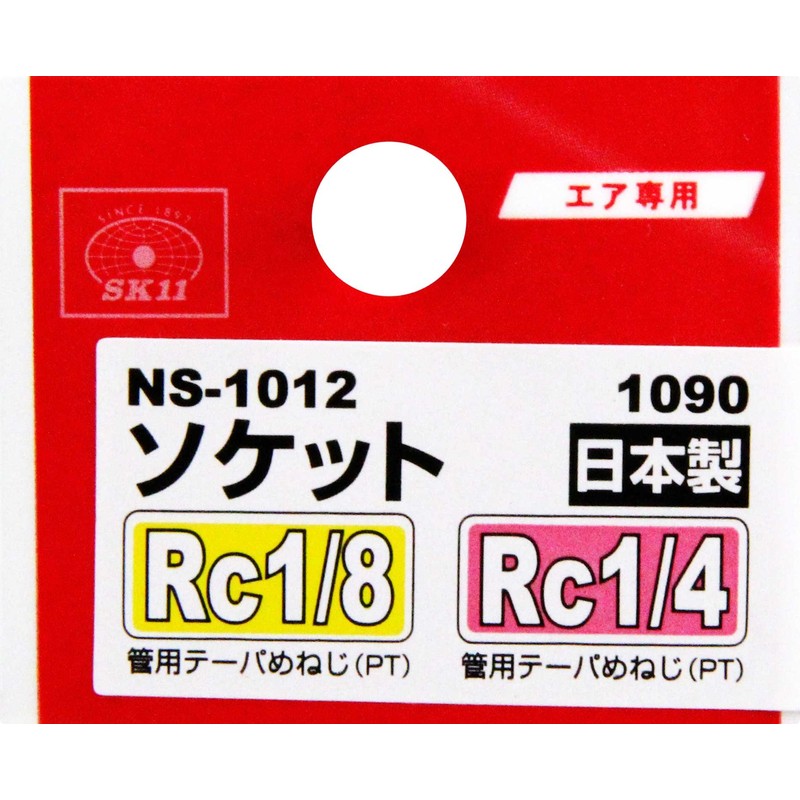 エア専用
SINCE 1897
SK11
NS-1012 1090
ソケット 日本製
Rc1/8 Rc1/4
管用テーパめねじ(PT) 管用テーパめねじ(PT)